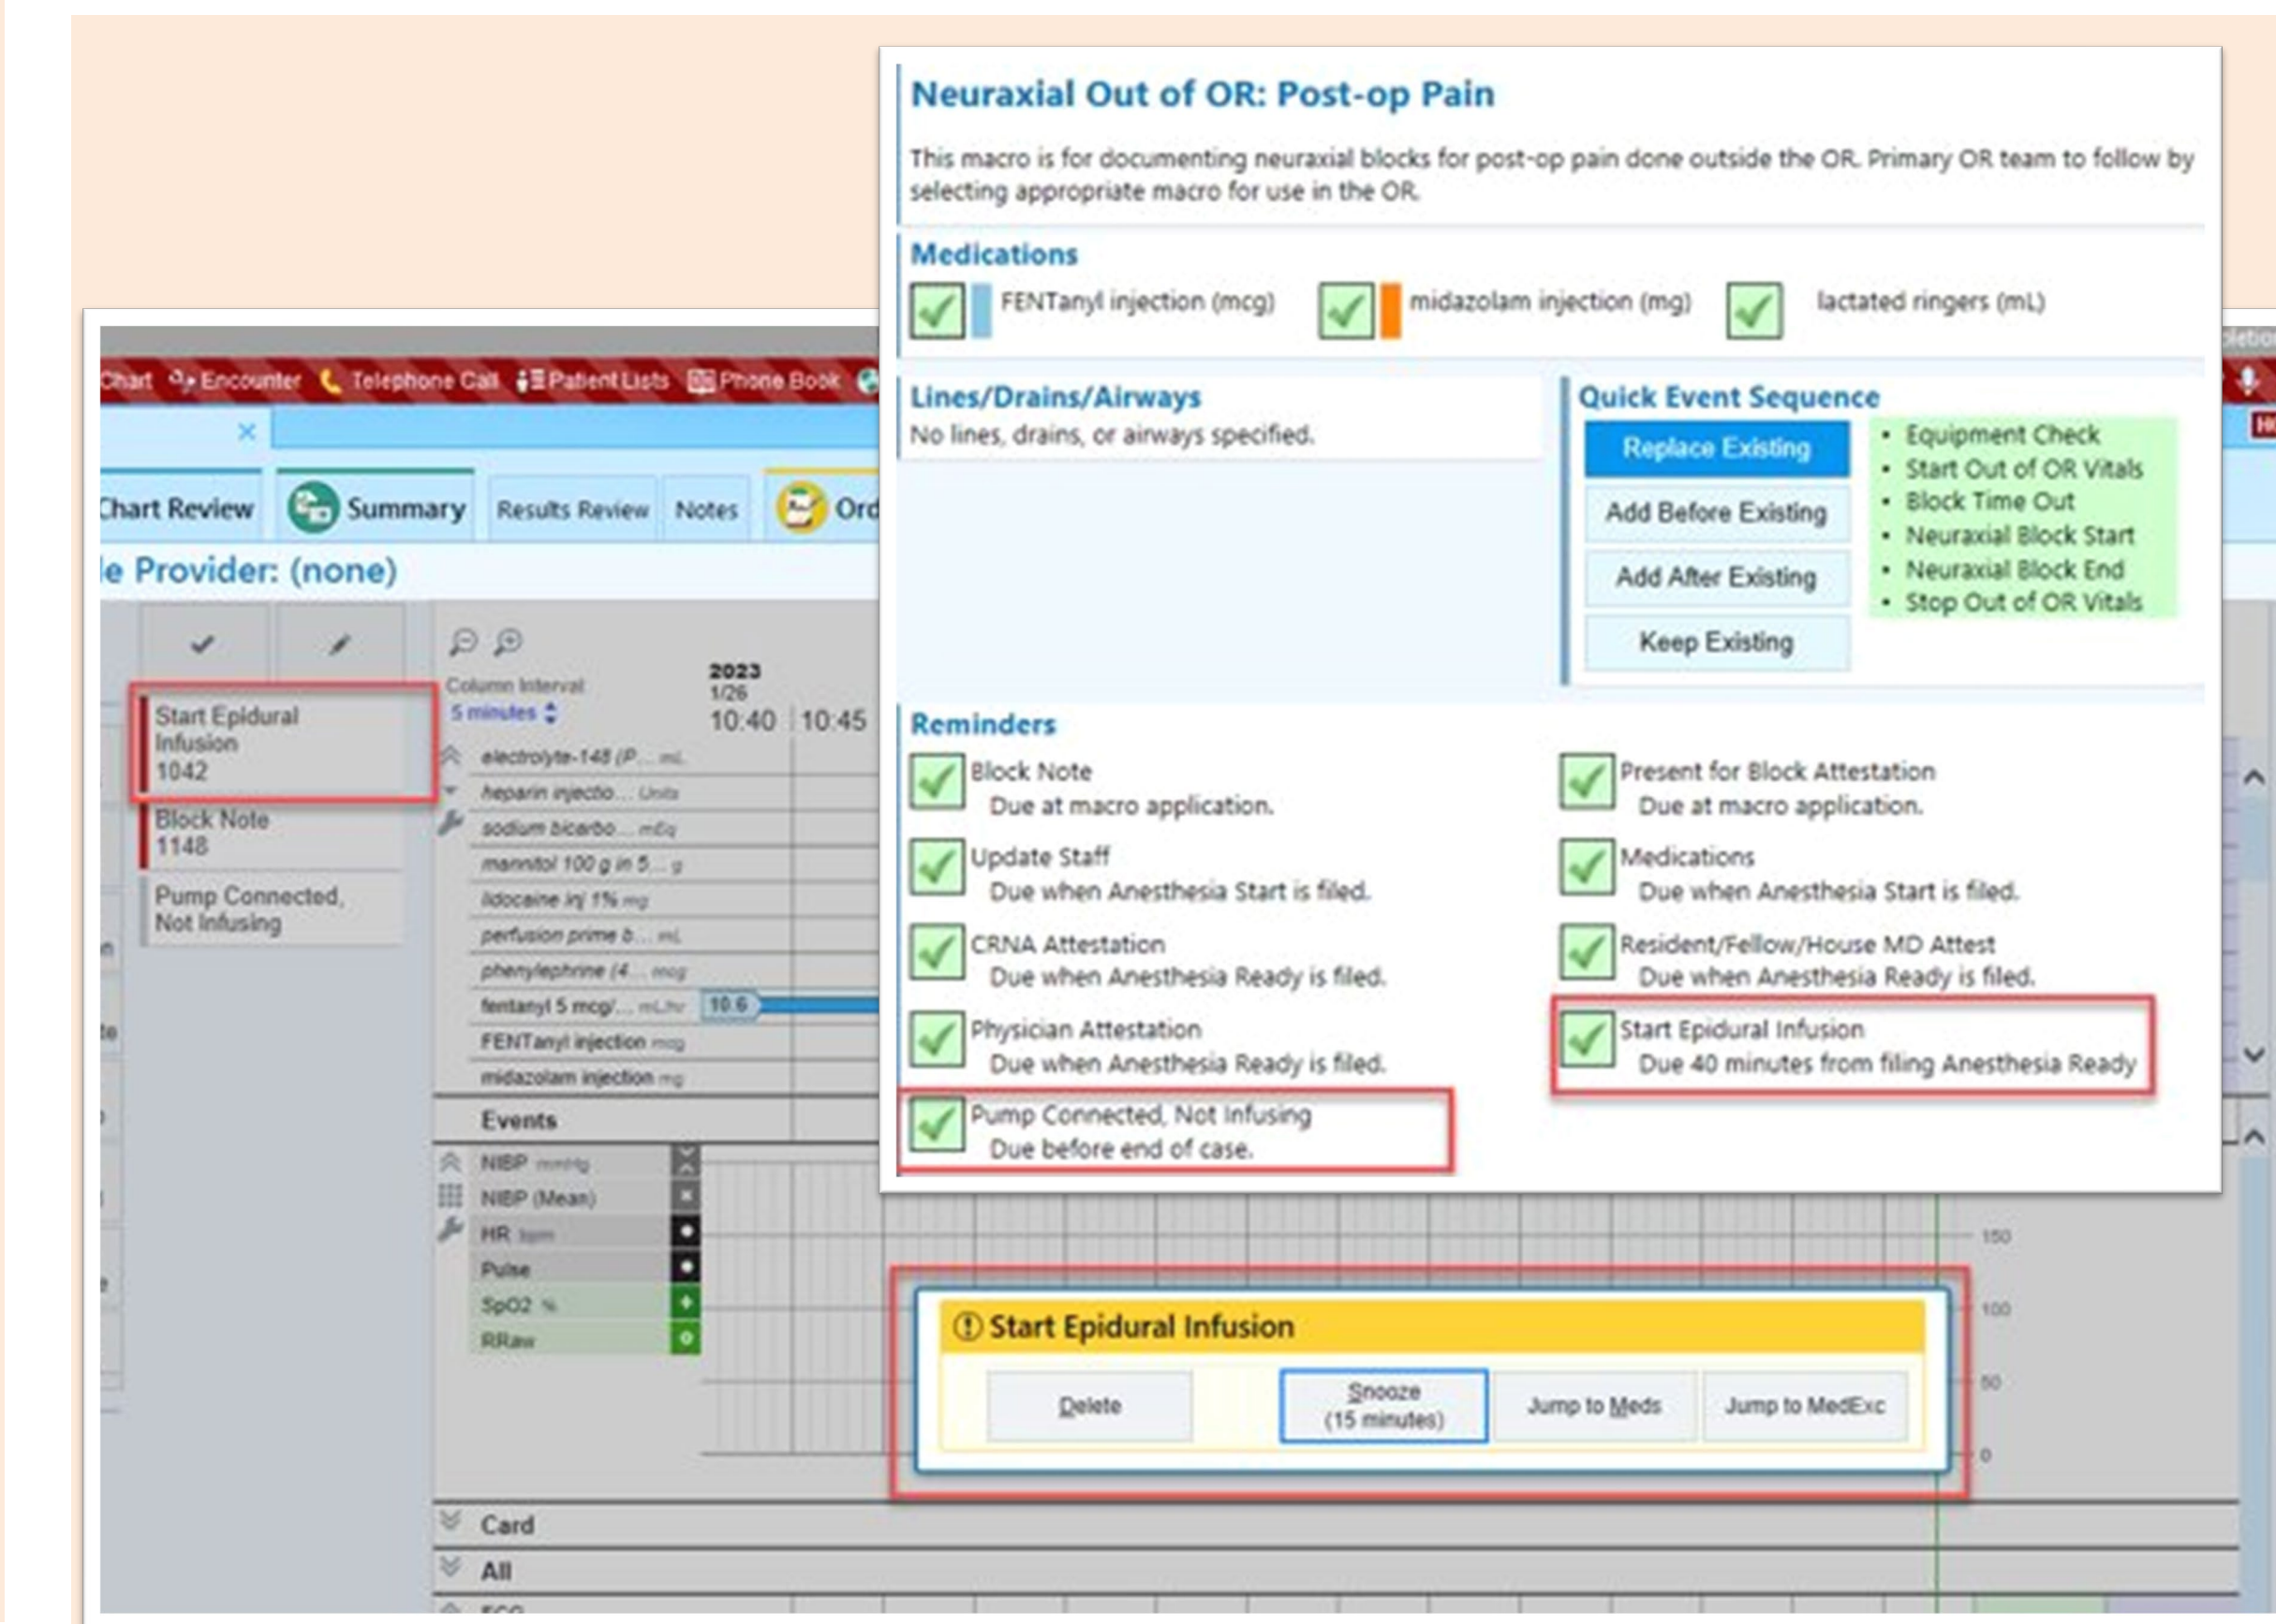 Neuraxial Out of OR: Post-op Pain
This macro is for documenting neuraxial blocks for post-op pain done outside the OR. Primary OR team to follow by
selecting appropriate macro for use in the OR.
Medications
FENTanyl injection (mcg)
midazolam injection (mg)
lactated ringers (mL)
Lines/Drains/Airways
No lines, drains, or airways specified.
Quick Event Sequence
Replace Existing
Add Before Existing
Add After Existing
Keep Existing
• Equipment Check
• Start Out of OR Vitals
• Block Time Out
• Neuraxial Block Start
• Neuraxial Block End
• Stop Out of OR Vitals
Reminders
Block Note
Due at macro application.
Present for Block Attestation
Due at macro application.
Update Staff
Due when Anesthesia Start is filed.
Medications
Due when Anesthesia Start is filed.
CRNA Attestation
Due when Anesthesia Ready is filed.
Resident/Fellow/House MD Attest
Due when Anesthesia Ready is filed.
Physician Attestation
Due when Anesthesia Ready is filed.
Start Epidural Infusion
Due 40 minutes from filing Anesthesia Ready
Pump Connected, Not Infusing
Due before end of case.
Chart Encounter Telephone Call Patient Lists Phone Book
Chart Review Summary Results Review Notes Ord
le Provider: (none)
Start Epidural
Infusion
1042
Block Note
1148
Pump Connected,
Not Infusing
Column Interval:
5 minutes
2023
1/26
10:40 10:45
electrolyte-148 (P... mL
heparin injectio... Units
sodium bicarbo... mEq
mannitol 100 g in 5... g
lidocaine inj 1% mg
perfusion prime b... mL
phenylephrine (4... mcg
fentanyl 5 mcg/... mL/hr 10.6
FENTanyl injection mcg
midazolam injection mg
Events
NIBP mmHg
NIBP (Mean)
HR bpm
Pulse
SpO2 %
RRaw
150
100
50
0
Start Epidural Infusion
Delete
Snooze
(15 minutes)
Jump to Meds
Jump to MedExc
Card
All